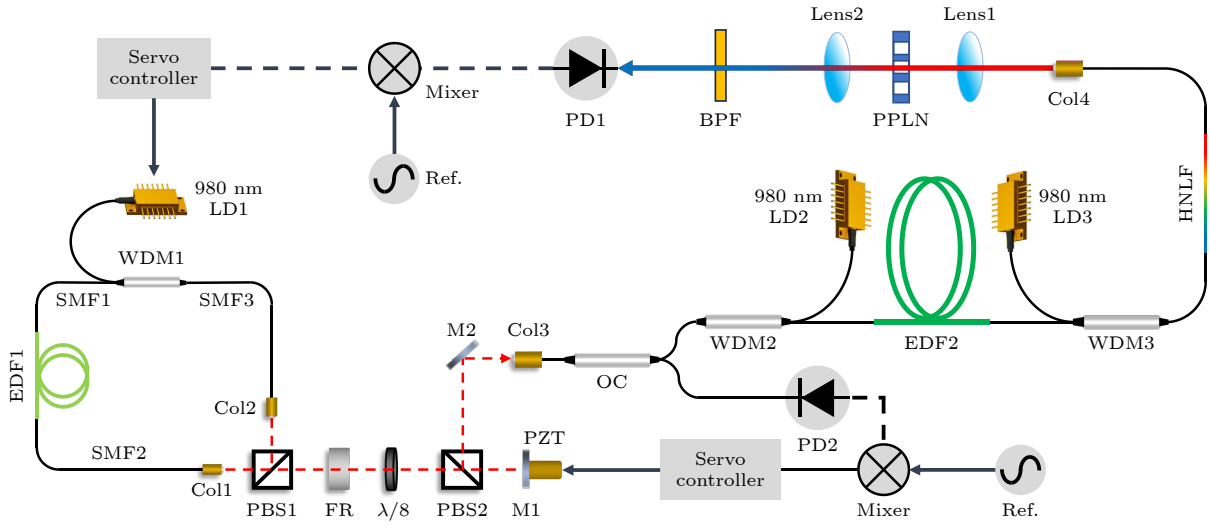 Lens2
Lens1
Servo
controller
Mixer
PD1
BPF
PPLN
Col4
Ref.
980 nm
LD1
980 nm
LD2
980 nm
LD3
HNLF
WDM1
SMF1
SMF3
M2
Col3
WDM2
EDF2
WDM3
OC
EDF1
Col2
SMF2
PZT
PD2
Servo
controller
Col1
PBS1
FR
λ/8
PBS2
M1
Mixer
Ref.